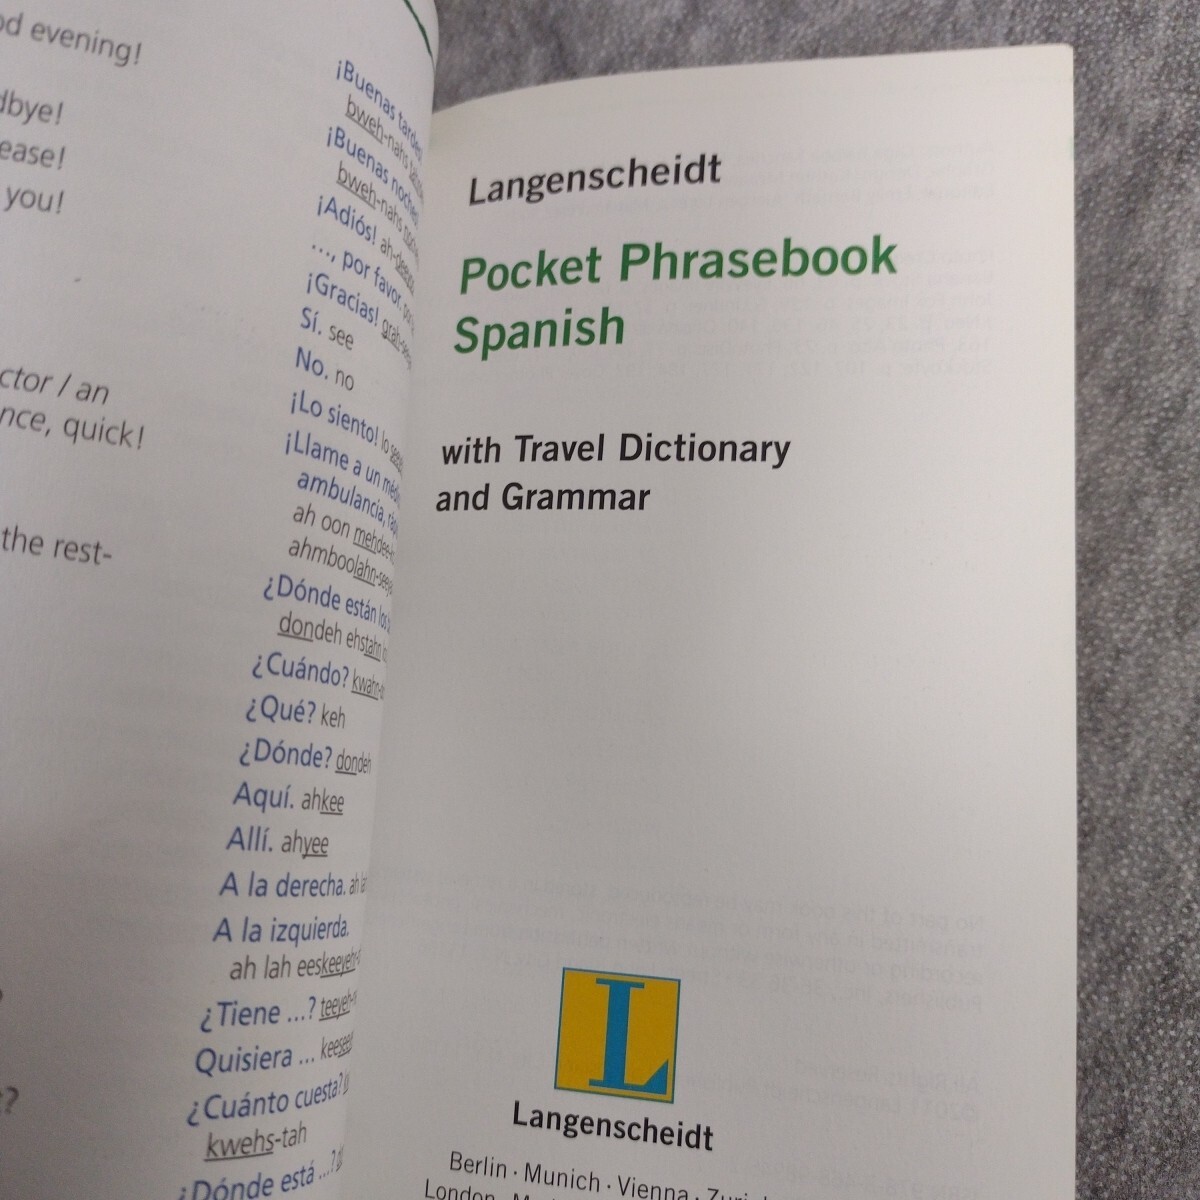 od evening!
dbye!
ease!
you!
ctor / an
nce, quick!
the rest-
?
¡Buenas tardes
bweh-nahs
¡Buenas noches
bweh-nahs
¡Adiós!
..., por favor.
¡Gracias!
Sí. see
No. no
¡Lo siento! lo
¡Llame a un
ambulancia,
ah oon mehdee-
ahmboolahn-
¿Dónde están
dondeh ehstahn
¿Cuándo? kwahn-
¿Qué? keh
¿Dónde? dondeh
Aquí. ahkee
Allí. ahyee
A la derecha. ah
A la izquierda.
ah lah eeskeeyeh-
¿Tiene ...? teeyeh-
Quisiera ...
¿Cuánto cuesta?
kwehs-tah
¿Dónde está ...?
Langenscheidt
Pocket Phrasebook
Spanish
with Travel Dictionary
and Grammar
L
Langenscheidt
Berlin · Munich · Vienna ·
London ·